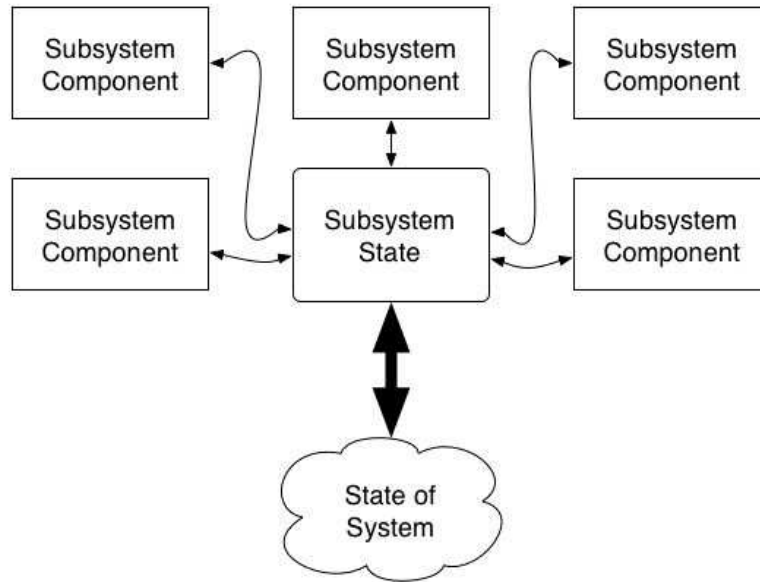 Subsystem
Component
Subsystem
Component
Subsystem
Component
Subsystem
Component
Subsystem
State
Subsystem
Component
State of
System